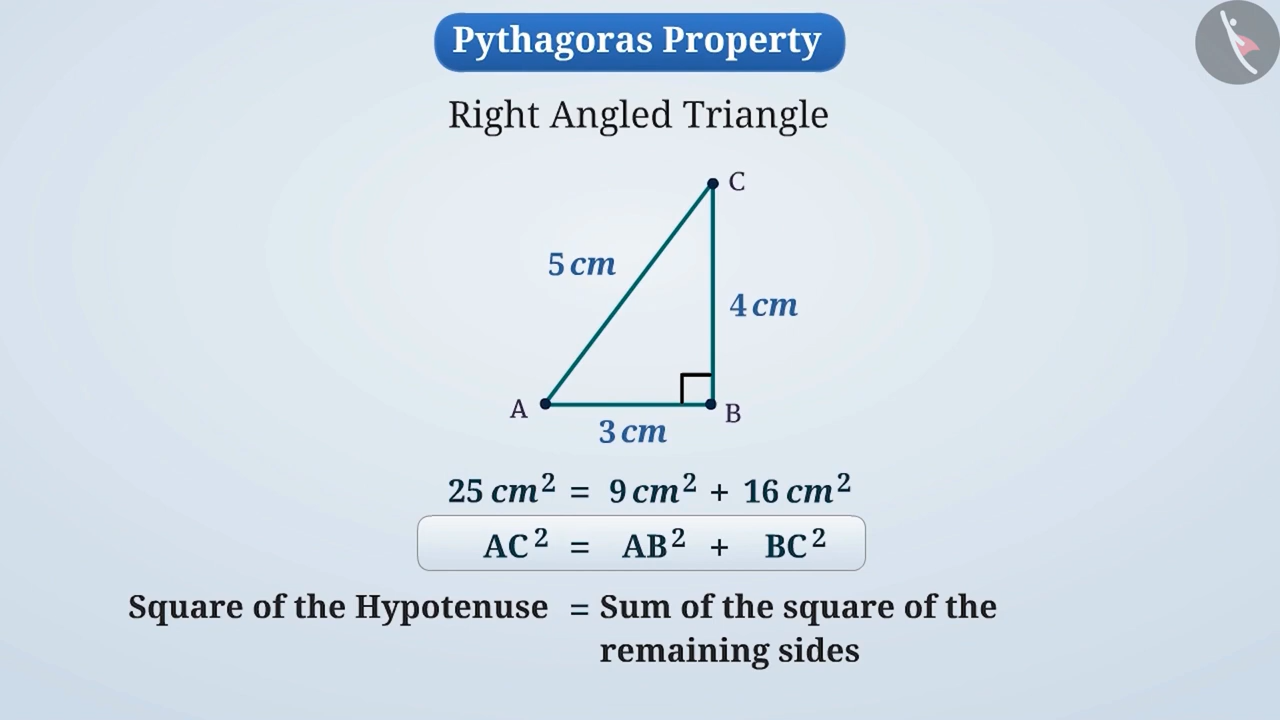 Pythagoras Property
Right Angled Triangle
C
5 cm
4 cm
A
B
3 cm
25 cm² = 9 cm² + 16 cm²
AC² = AB² + BC²
Square of the Hypotenuse = Sum of the square of the
remaining sides